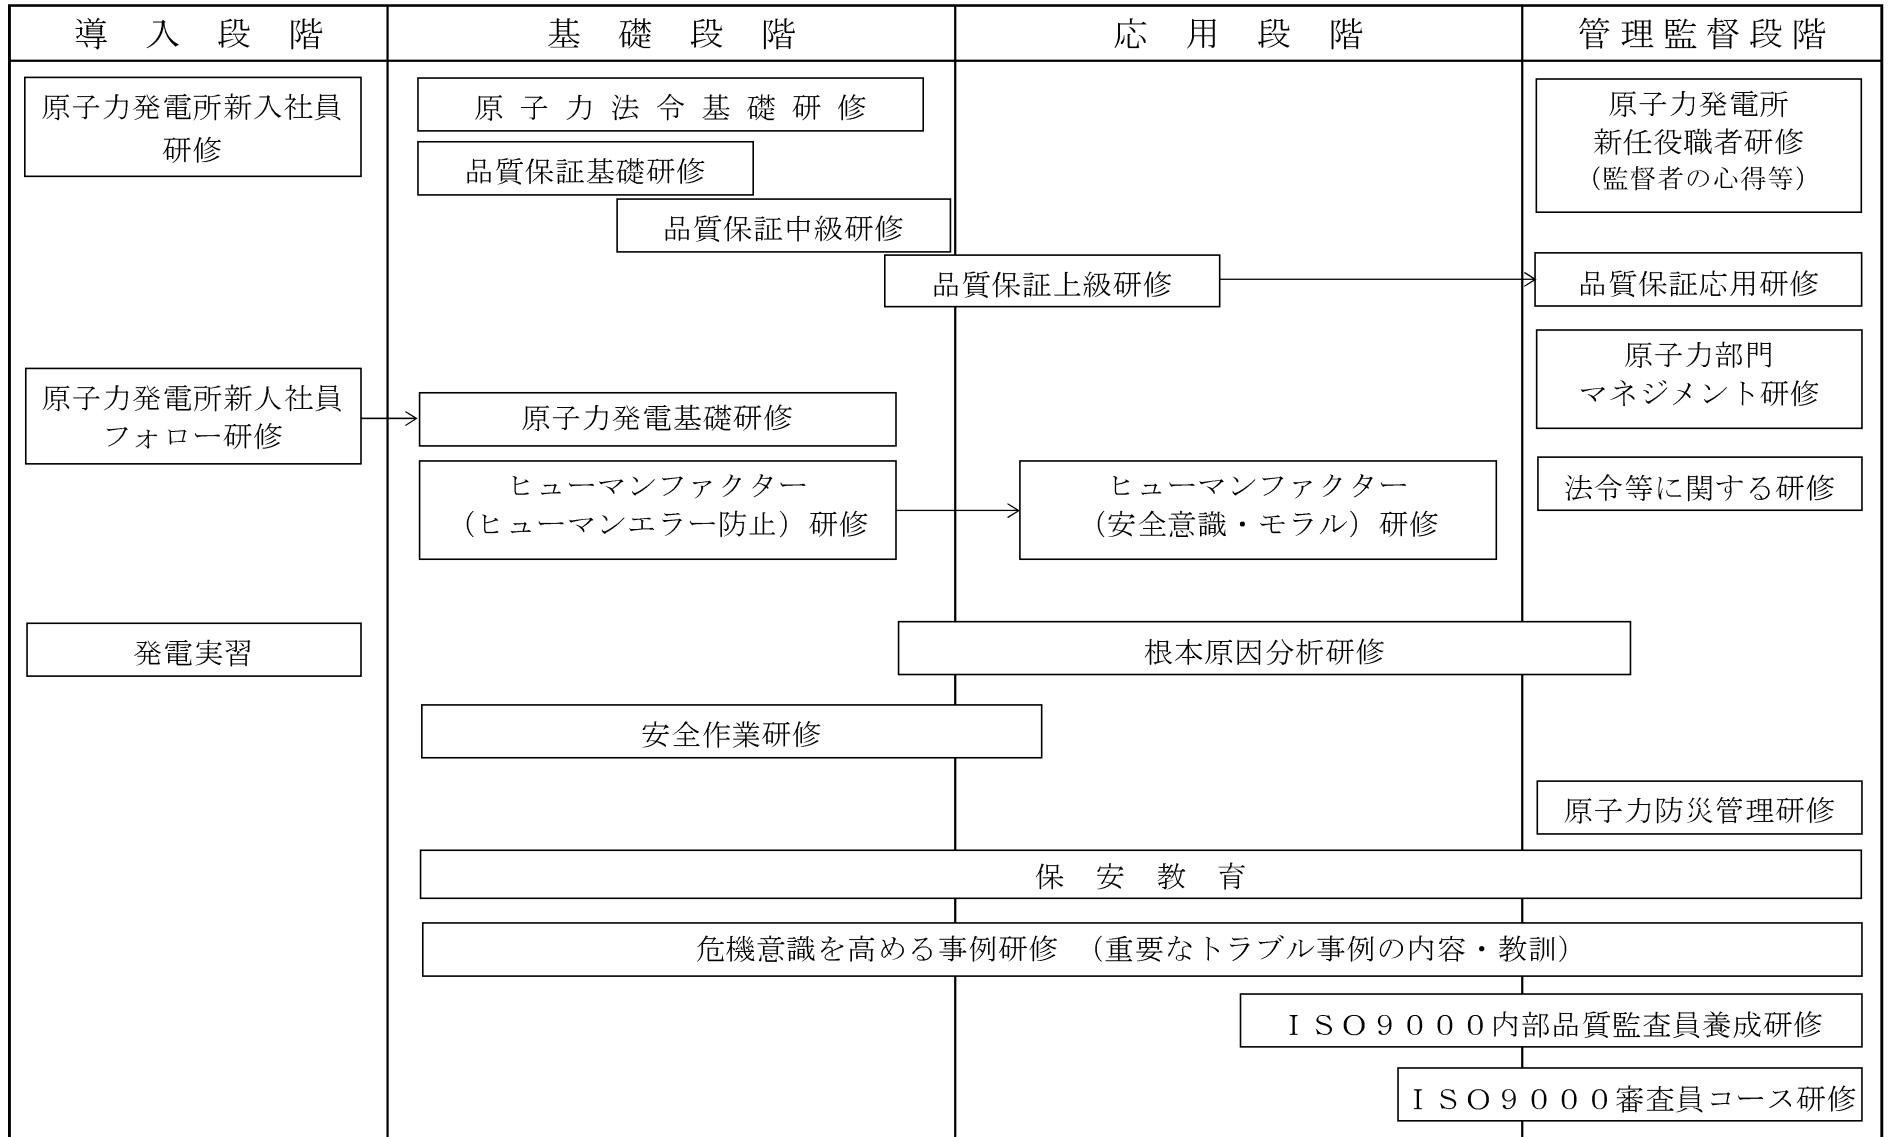 導入段階
基礎段階
応用段階
管理監督段階
原子力発電所新入社員
研修
原子力法令基礎研修
原子力発電所
新任役職者研修
（監督者の心得等）
品質保証基礎研修
品質保証中級研修
品質保証上級研修
品質保証応用研修
原子力部門
マネジメント研修
原子力発電所新人社員
フォロー研修
原子力発電基礎研修
ヒューマンファクター
（ヒューマンエラー防止）研修
ヒューマンファクター
（安全意識・モラル）研修
法令等に関する研修
発電実習
根本原因分析研修
安全作業研修
原子力防災管理研修
保安教育
危機意識を高める事例研修　（重要なトラブル事例の内容・教訓）
ＩＳＯ９０００内部品質監査員養成研修
ＩＳＯ９０００審査員コース研修